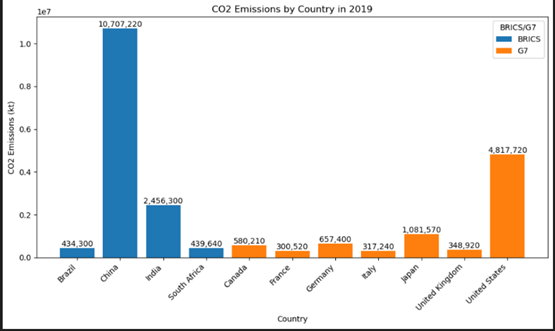 CO2 Emissions by Country in 2019
1e7
BRICS/G7
BRICS
G7
CO2 Emissions (kt)
1.0
0.8
0.6
0.4
0.2
0.0
434,300
10,707,220
2,456,300
439,640
580,210
300,520
657,400
317,240
1,081,570
348,920
4,817,720
Brazil
China
India
South Africa
Canada
France
Germany
Italy
Japan
United Kingdom
United States
Country